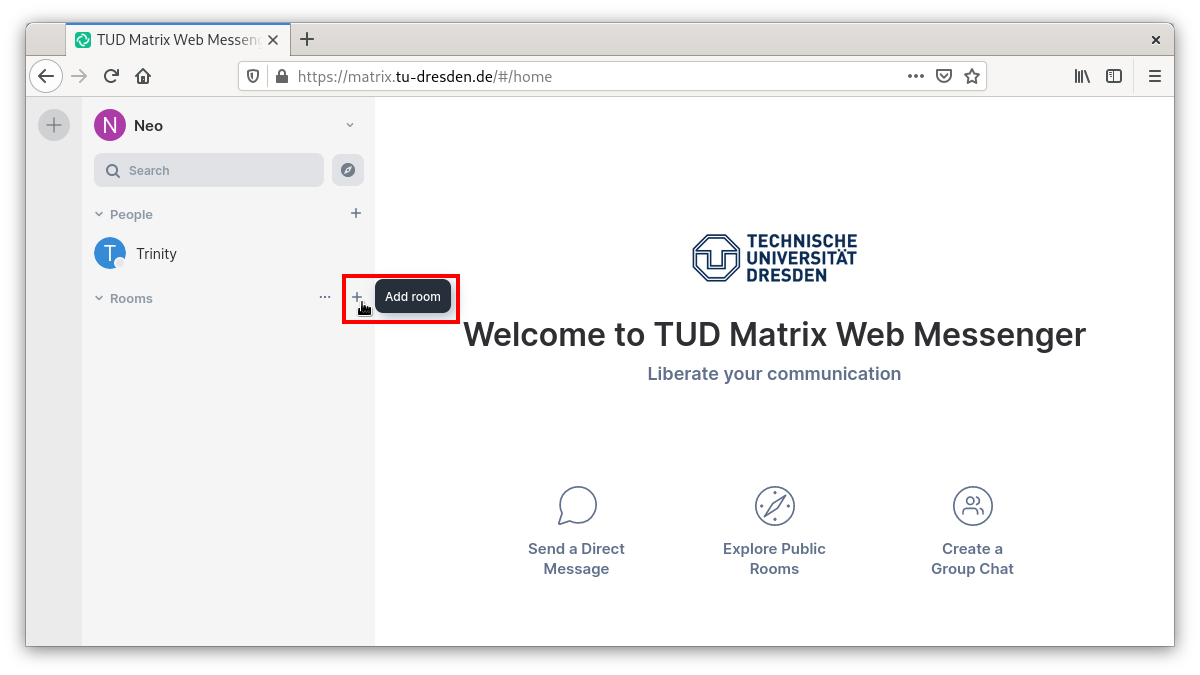 TUD Matrix Web Messeng
https://matrix.tu-dresden.de/#/home
N Neo
Search
People
T Trinity
Rooms
Add room
TECHNISCHE
UNIVERSITÄT
DRESDEN
Welcome to TUD Matrix Web Messenger
Liberate your communication
Send a Direct
Message
Explore Public
Rooms
Create a
Group Chat